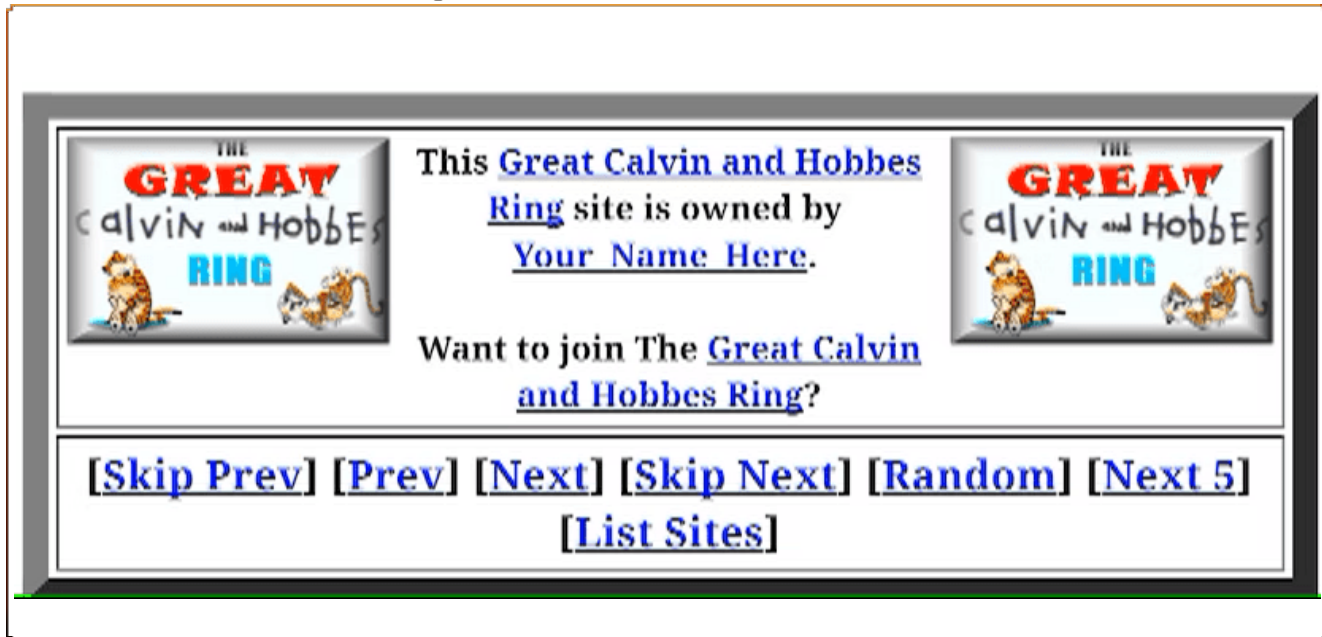 THE
GREAT
CalviN and HobbEs
RING
This Great Calvin and Hobbes
Ring site is owned by
Your Name Here.
Want to join The Great Calvin
and Hobbes Ring?
THE
GREAT
CalviN and HobbEs
RING
[Skip Prev] [Prev] [Next] [Skip Next] [Random] [Next 5]
[List Sites]